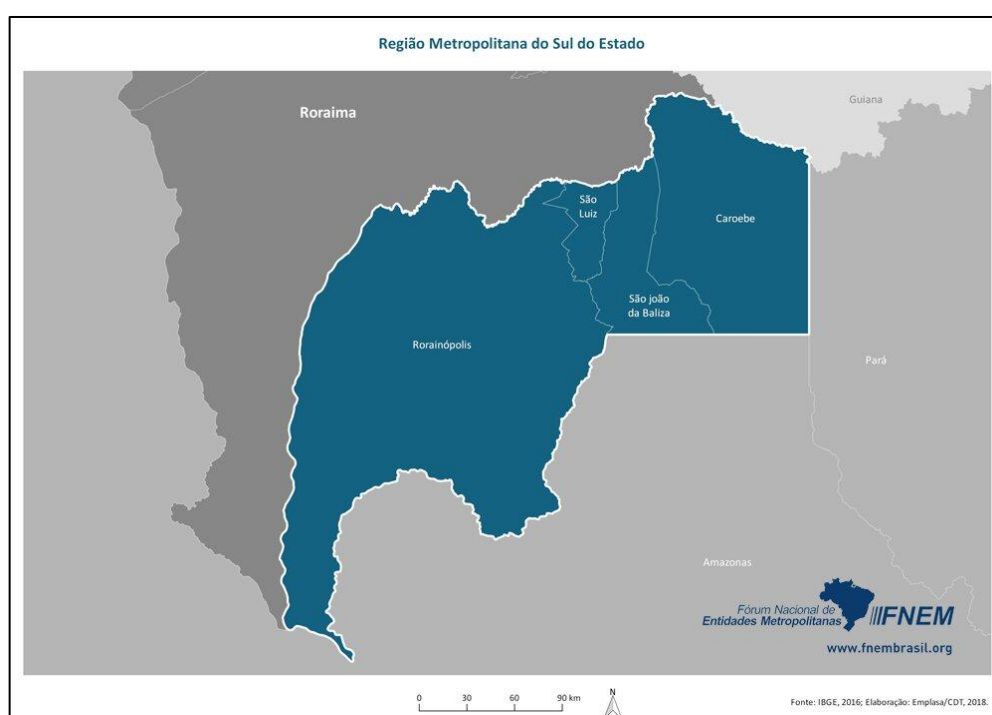 Região Metropolitana do Sul do Estado
Guiana
Roraima
São
Luiz
Caroebe
São joão
da Baliza
Rorainópolis
Pará
Amazonas
Fórum Nacional de
Entidades Metropolitanas
FNEM
www.fnembrasil.org
0 30 60 90 km
N
Fonte: IBGE, 2016; Elaboração: Emplasa/CDT, 2018.